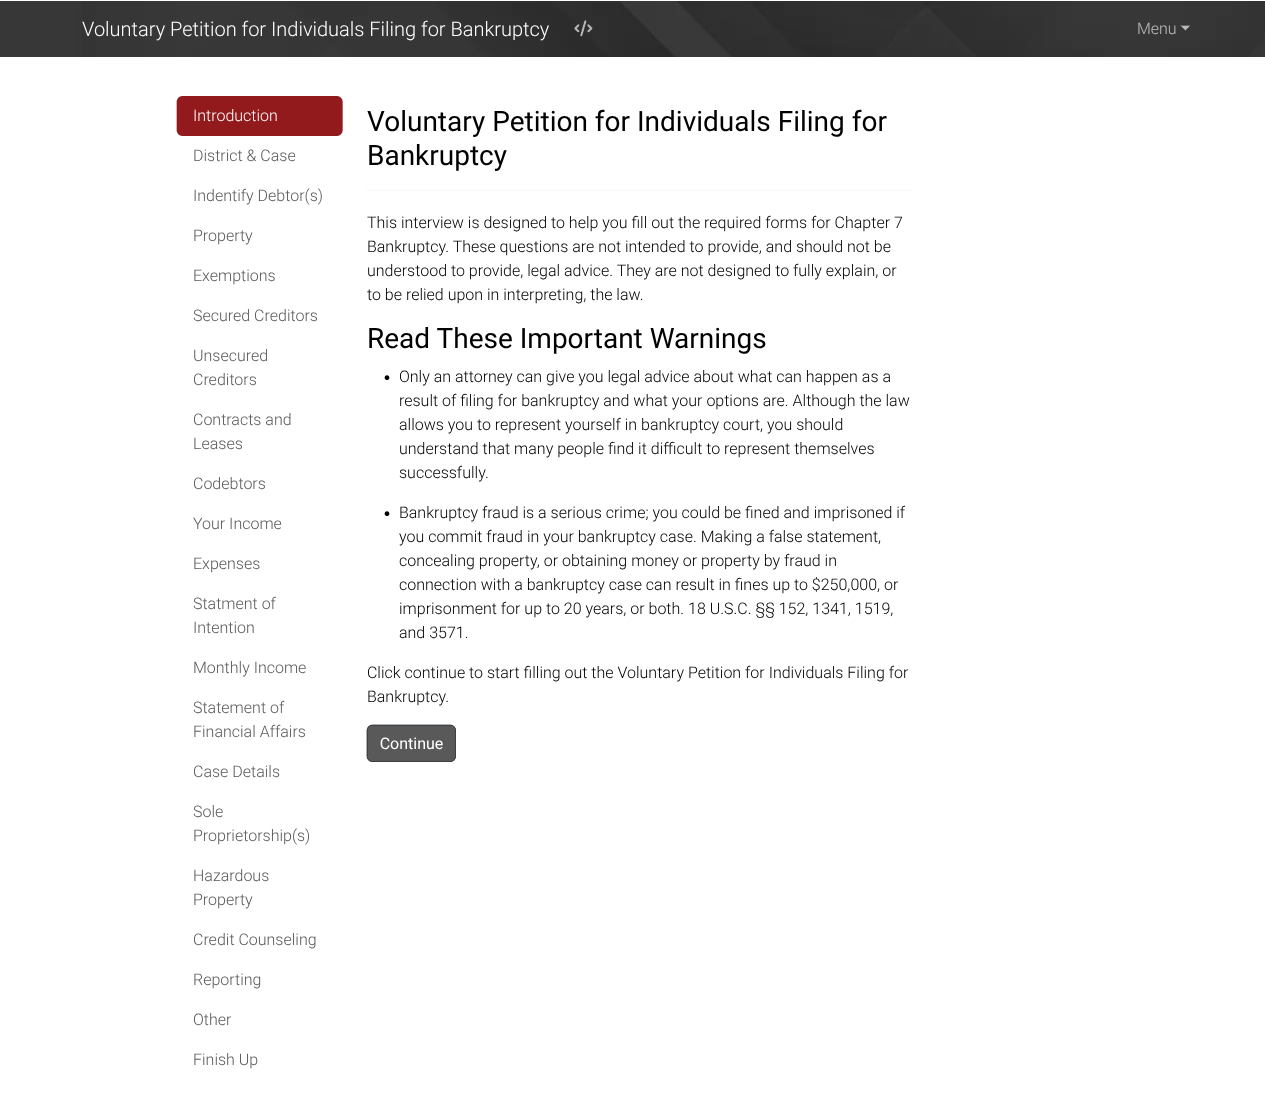 Voluntary Petition for Individuals Filing for Bankruptcy </> Menu
Introduction
District & Case
Indentify Debtor(s)
Property
Exemptions
Secured Creditors
Unsecured
Creditors
Contracts and
Leases
Codebtors
Your Income
Expenses
Statment of
Intention
Monthly Income
Statement of
Financial Affairs
Case Details
Sole
Proprietorship(s)
Hazardous
Property
Credit Counseling
Reporting
Other
Finish Up
Voluntary Petition for Individuals Filing for
Bankruptcy
This interview is designed to help you fill out the required forms for Chapter 7
Bankruptcy. These questions are not intended to provide, and should not be
understood to provide, legal advice. They are not designed to fully explain, or
to be relied upon in interpreting, the law.
Read These Important Warnings
• Only an attorney can give you legal advice about what can happen as a
result of filing for bankruptcy and what your options are. Although the law
allows you to represent yourself in bankruptcy court, you should
understand that many people find it difficult to represent themselves
successfully.
• Bankruptcy fraud is a serious crime; you could be fined and imprisoned if
you commit fraud in your bankruptcy case. Making a false statement,
concealing property, or obtaining money or property by fraud in
connection with a bankruptcy case can result in fines up to $250,000, or
imprisonment for up to 20 years, or both. 18 U.S.C. §§ 152, 1341, 1519,
and 3571.
Click continue to start filling out the Voluntary Petition for Individuals Filing for
Bankruptcy.
Continue